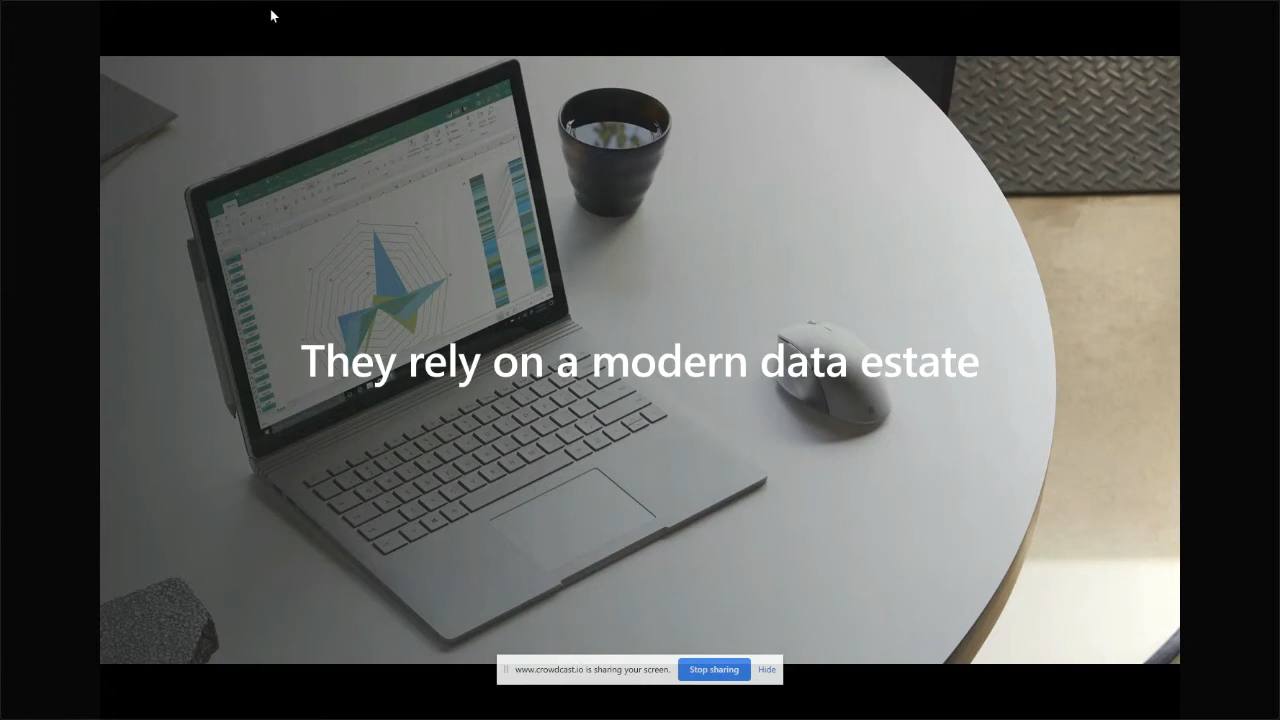 They rely on a modern data estate
www.crowdcast.io is sharing your screen. Stop sharing Hide